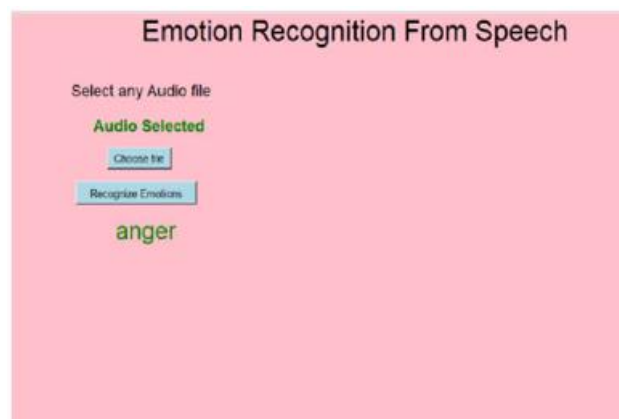 Emotion Recognition From Speech
Select any Audio file
Audio Selected
Choose file
Recognize Emotions
anger